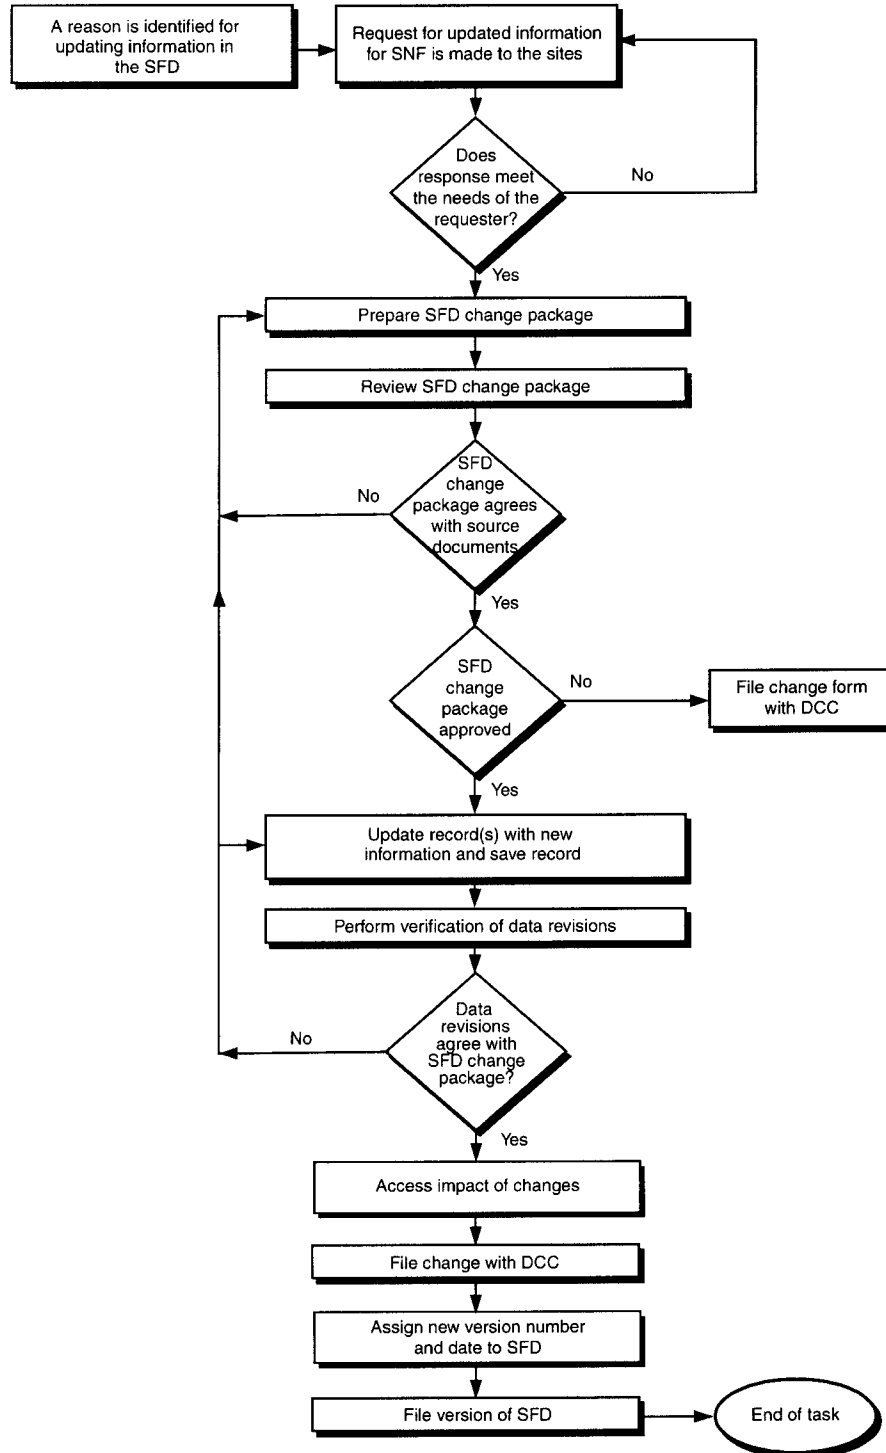 A reason is identified for
updating information in
the SFD
Request for updated information
for SNF is made to the sites
Does
response meet
the needs of the
requester?
No
Yes
Prepare SFD change package
Review SFD change package
SFD
change
package agrees
with source
documents
No
Yes
SFD
change
package
approved
No
File change form
with DCC
Yes
Update record(s) with new
information and save record
Perform verification of data revisions
Data
revisions
agree with
SFD change
package?
No
Yes
Access impact of changes
File change with DCC
Assign new version number
and date to SFD
File version of SFD
End of task